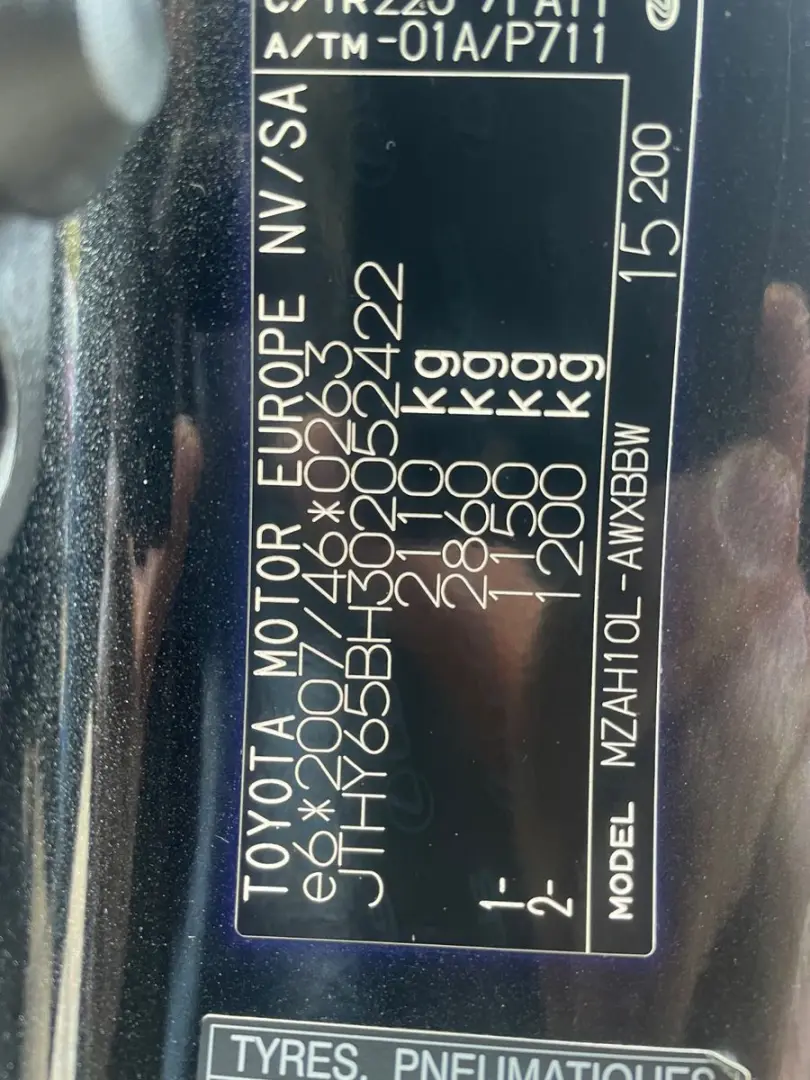 TOYOTA MOTOR EUROPE NV/SA
e6*2007/46*0263
JTHY65BH302052422
2110 kg
2860 kg
1- 1150 kg
2- 1200 kg
MODEL MZAH10L-AWXBBW
15 200
A/TM -01A/P711
TYRES, PNEUMATIQUES